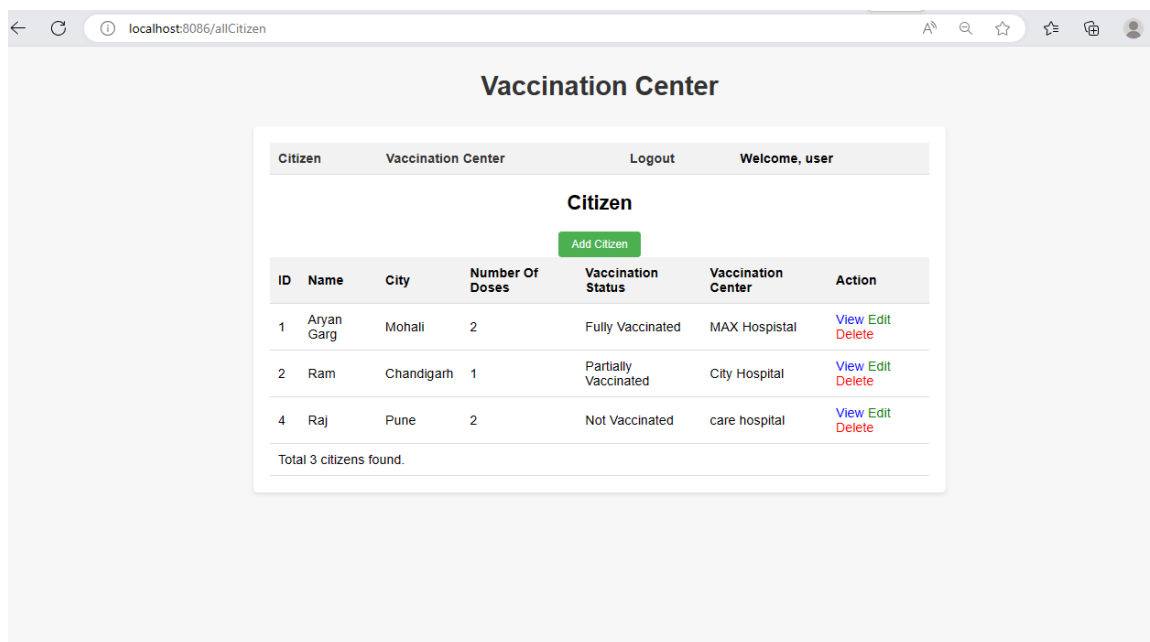 localhost:8086/allCitizen
Vaccination Center
Citizen Vaccination Center Logout Welcome, user
Citizen
Add Citizen
ID Name City Number Of Doses Vaccination Status Vaccination Center Action
1 Aryan Garg Mohali 2 Fully Vaccinated MAX Hospistal View Edit Delete
2 Ram Chandigarh 1 Partially Vaccinated City Hospital View Edit Delete
4 Raj Pune 2 Not Vaccinated care hospital View Edit Delete
Total 3 citizens found.